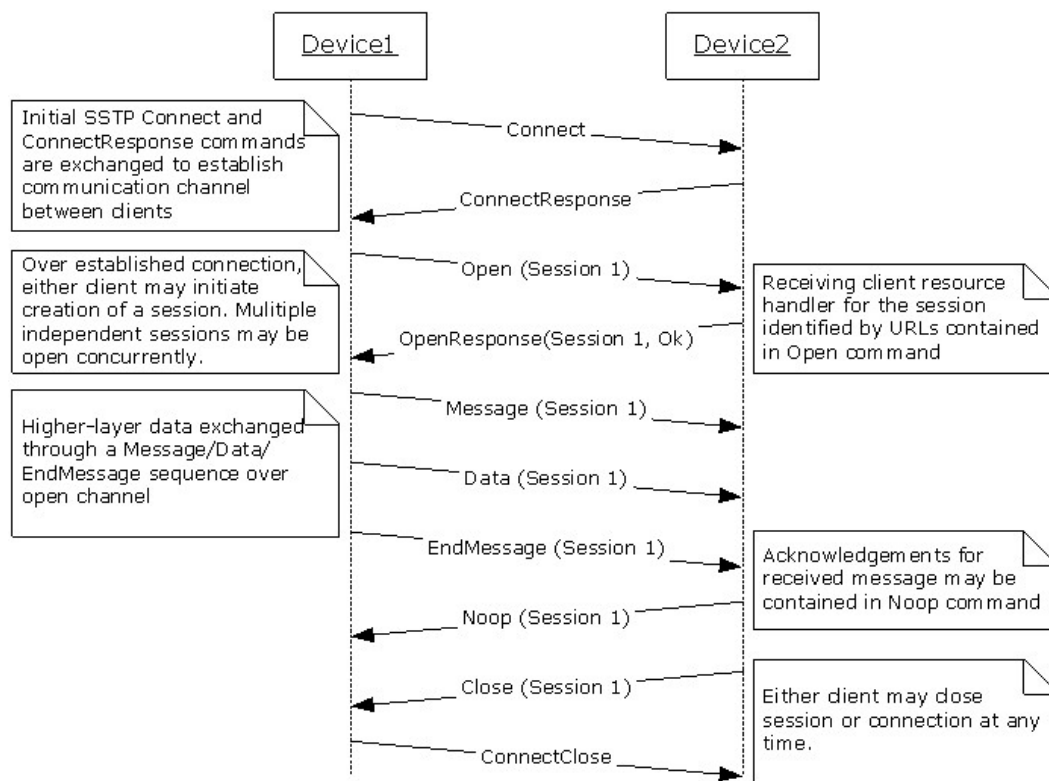 Device1
Device2
Initial SSTP Connect and
ConnectResponse commands
are exchanged to establish
communication channel
between clients
Connect
ConnectResponse
Over established connection,
either client may initiate
creation of a session. Mulitiple
independent sessions may be
open concurrently.
Open (Session 1)
Receiving client resource
handler for the session
identified by URLs contained
in Open command
OpenResponse(Session 1, Ok)
Message (Session 1)
Higher-layer data exchanged
through a Message/Data/
EndMessage sequence over
open channel
Data (Session 1)
EndMessage (Session 1)
Acknowledgements for
received message may be
contained in Noop command
Noop (Session 1)
Close (Session 1)
Either client may close
session or connection at any
time.
ConnectClose